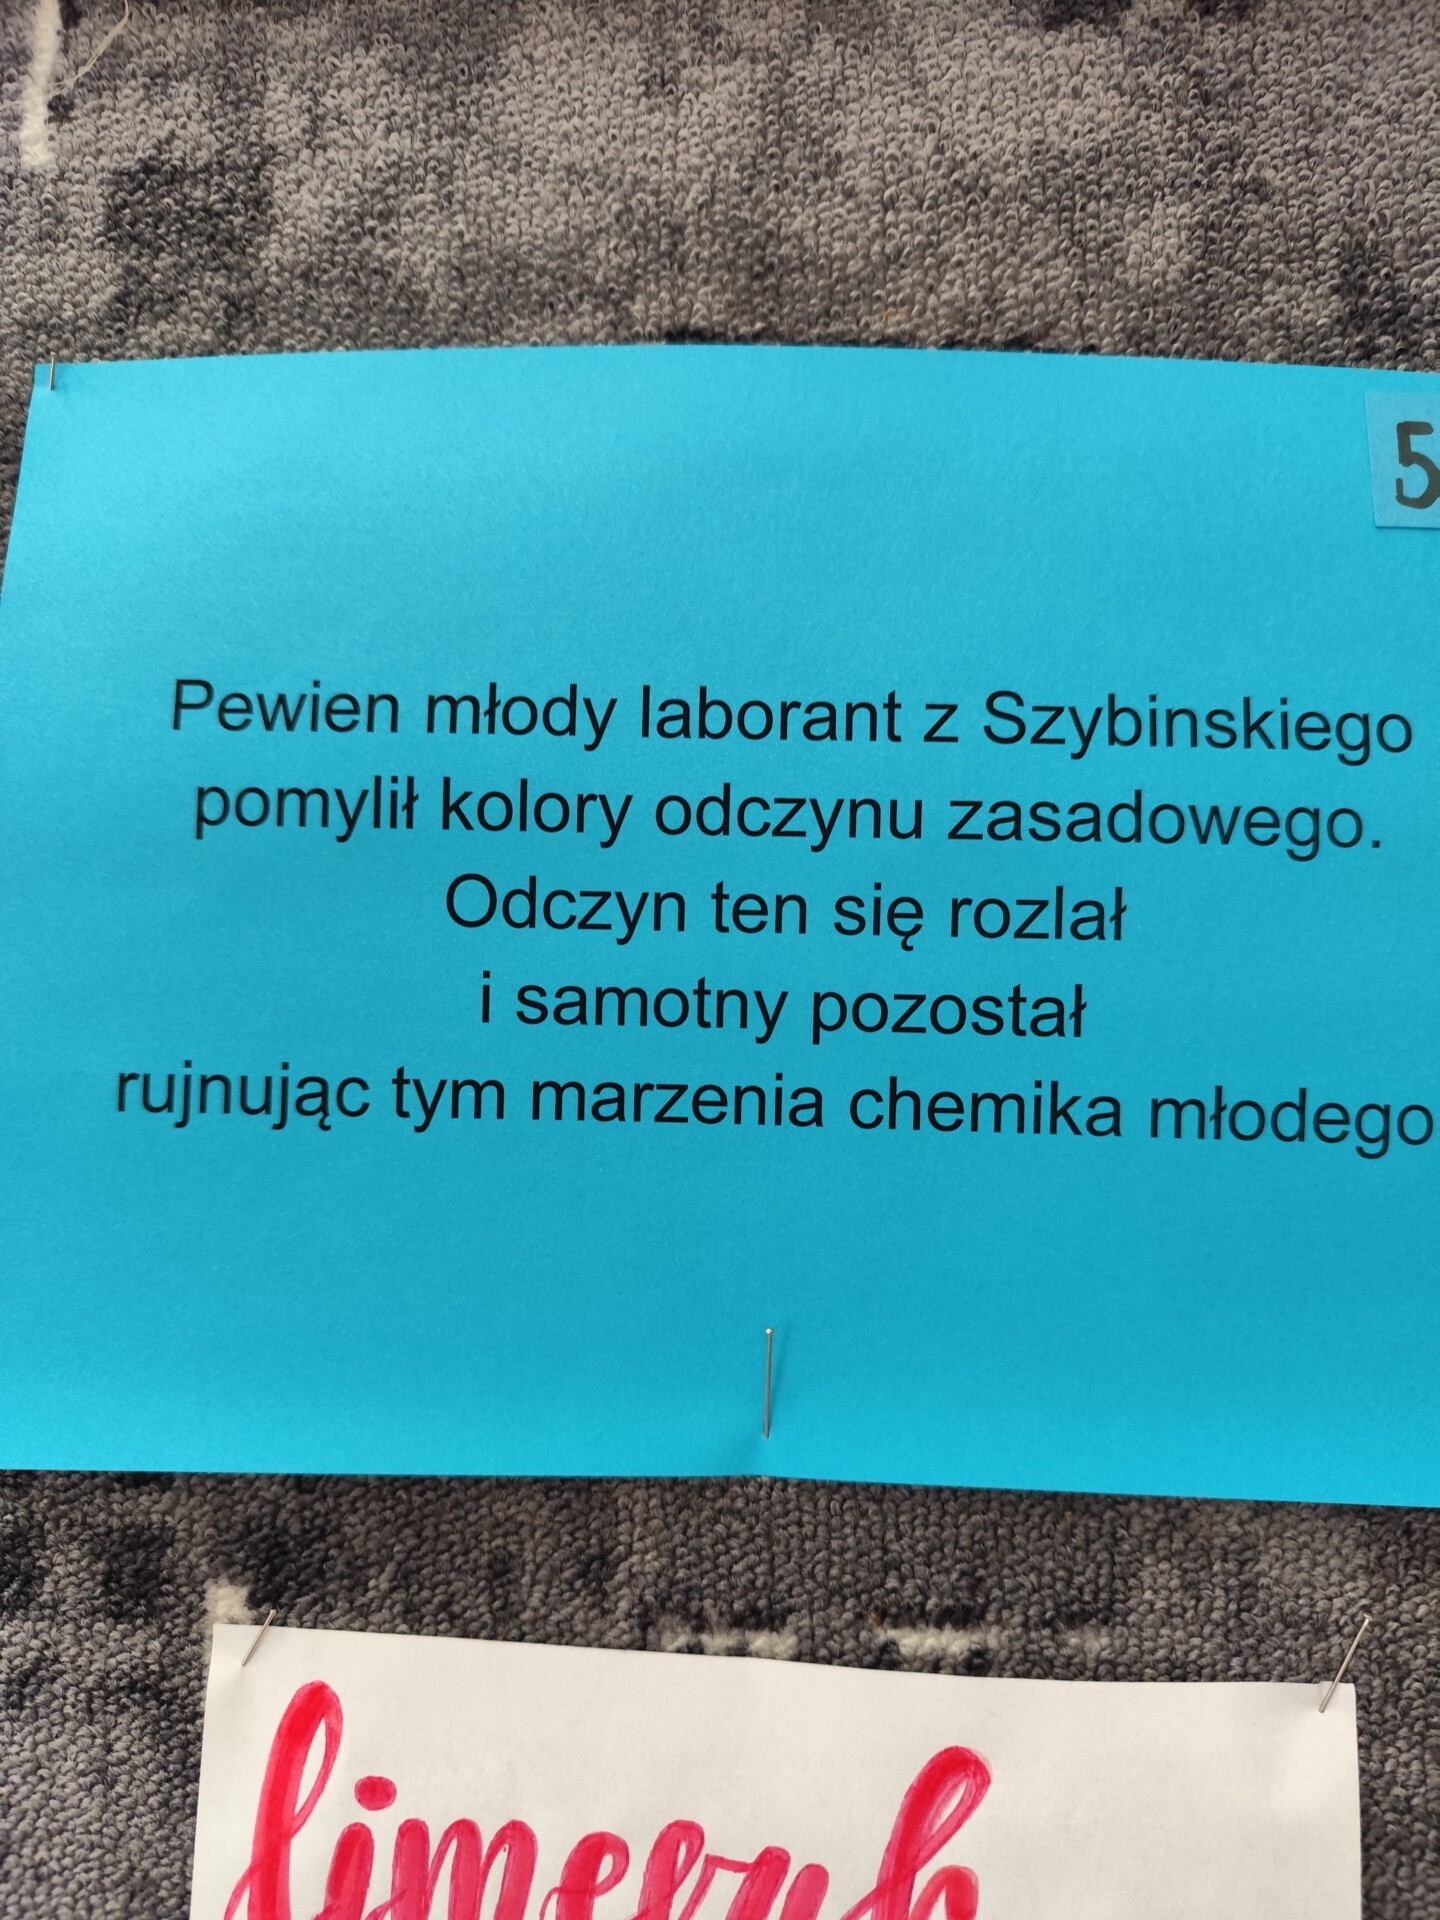 5
Pewien młody laborant z Szybinskiego
pomylił kolory odczynu zasadowego.
Odczyn ten się rozlał
i samotny pozostał
rujnując tym marzenia chemika młodego
limeryk